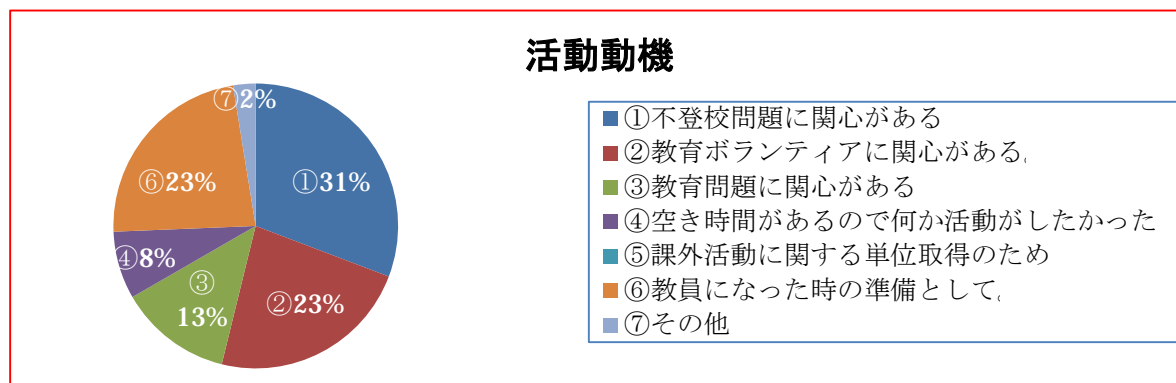 活動動機
⑦2%
①31%
⑥23%
④8%
③
13%
②23%
①不登校問題に関心がある
②教育ボランティアに関心がある。
③教育問題に関心がある
④空き時間があるので何か活動がしたかった
⑤課外活動に関する単位取得のため
⑥教員になった時の準備として。
⑦その他